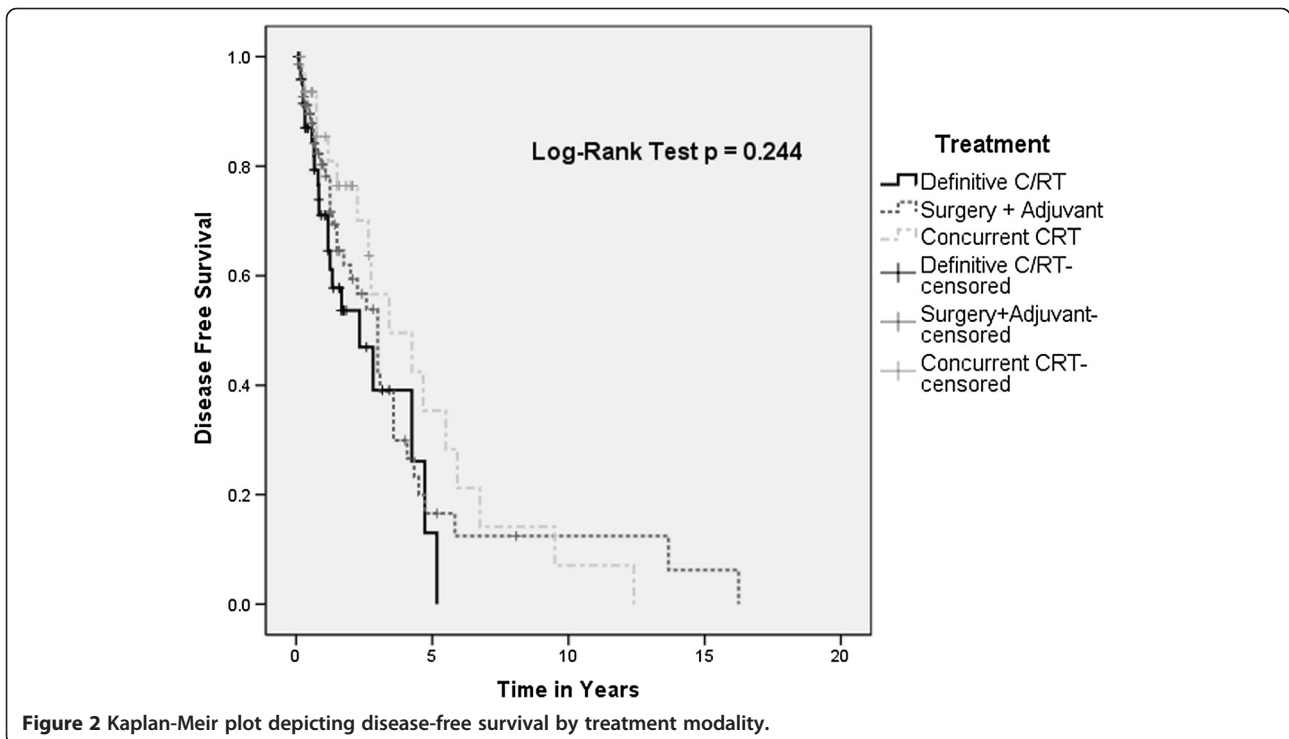 1.0
0.8
0.6
0.4
0.2
0.0
Disease Free Survival
Log-Rank Test p = 0.244
0 5 10 15 20
Time in Years
Treatment
Definitive C/RT
Surgery + Adjuvant
Concurrent CRT
Definitive C/RT-
censored
Surgery+Adjuvant-
censored
Concurrent CRT-
censored
Figure 2 Kaplan-Meir plot depicting disease-free survival by treatment modality.